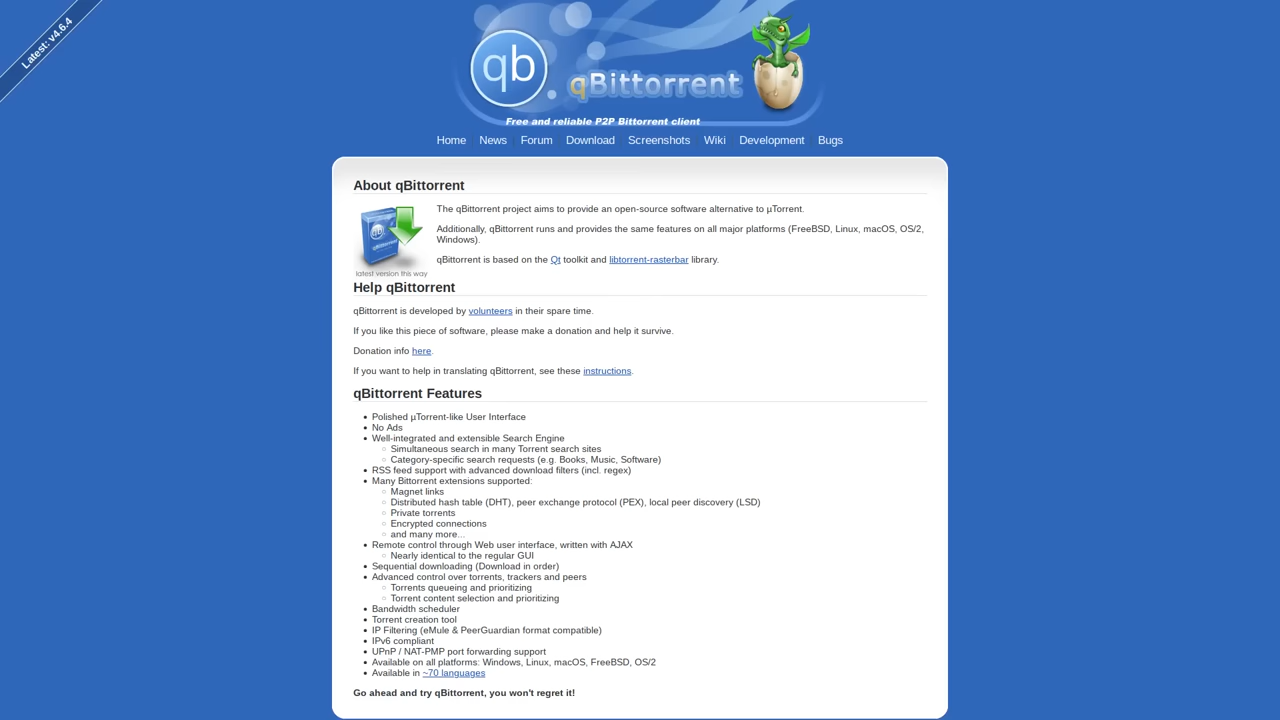 Latest: v4.6.4
qb
qBittorrent
Free and reliable P2P Bittorrent client
Home News Forum Download Screenshots Wiki Development Bugs
About qBittorrent
qb
qBittorrent
latest version this way
The qBittorrent project aims to provide an open-source software alternative to µTorrent.
Additionally, qBittorrent runs and provides the same features on all major platforms (FreeBSD, Linux, macOS, OS/2,
Windows).
qBittorrent is based on the Qt toolkit and libtorrent-rasterbar library.
Help qBittorrent
qBittorrent is developed by volunteers in their spare time.
If you like this piece of software, please make a donation and help it survive.
Donation info here.
If you want to help in translating qBittorrent, see these instructions.
qBittorrent Features
Polished µTorrent-like User Interface
No Ads
Well-integrated and extensible Search Engine
Simultaneous search in many Torrent search sites
Category-specific search requests (e.g. Books, Music, Software)
RSS feed support with advanced download filters (incl. regex)
Many Bittorrent extensions supported:
Magnet links
Distributed hash table (DHT), peer exchange protocol (PEX), local peer discovery (LSD)
Private torrents
Encrypted connections
and many more...
Remote control through Web user interface, written with AJAX
Nearly identical to the regular GUI
Sequential downloading (Download in order)
Advanced control over torrents, trackers and peers
Torrents queueing and prioritizing
Torrent content selection and prioritizing
Bandwidth scheduler
Torrent creation tool
IP Filtering (eMule & PeerGuardian format compatible)
IPv6 compliant
UPnP / NAT-PMP port forwarding support
Available on all platforms: Windows, Linux, macOS, FreeBSD, OS/2
Available in ~70 languages
Go ahead and try qBittorrent, you won't regret it!